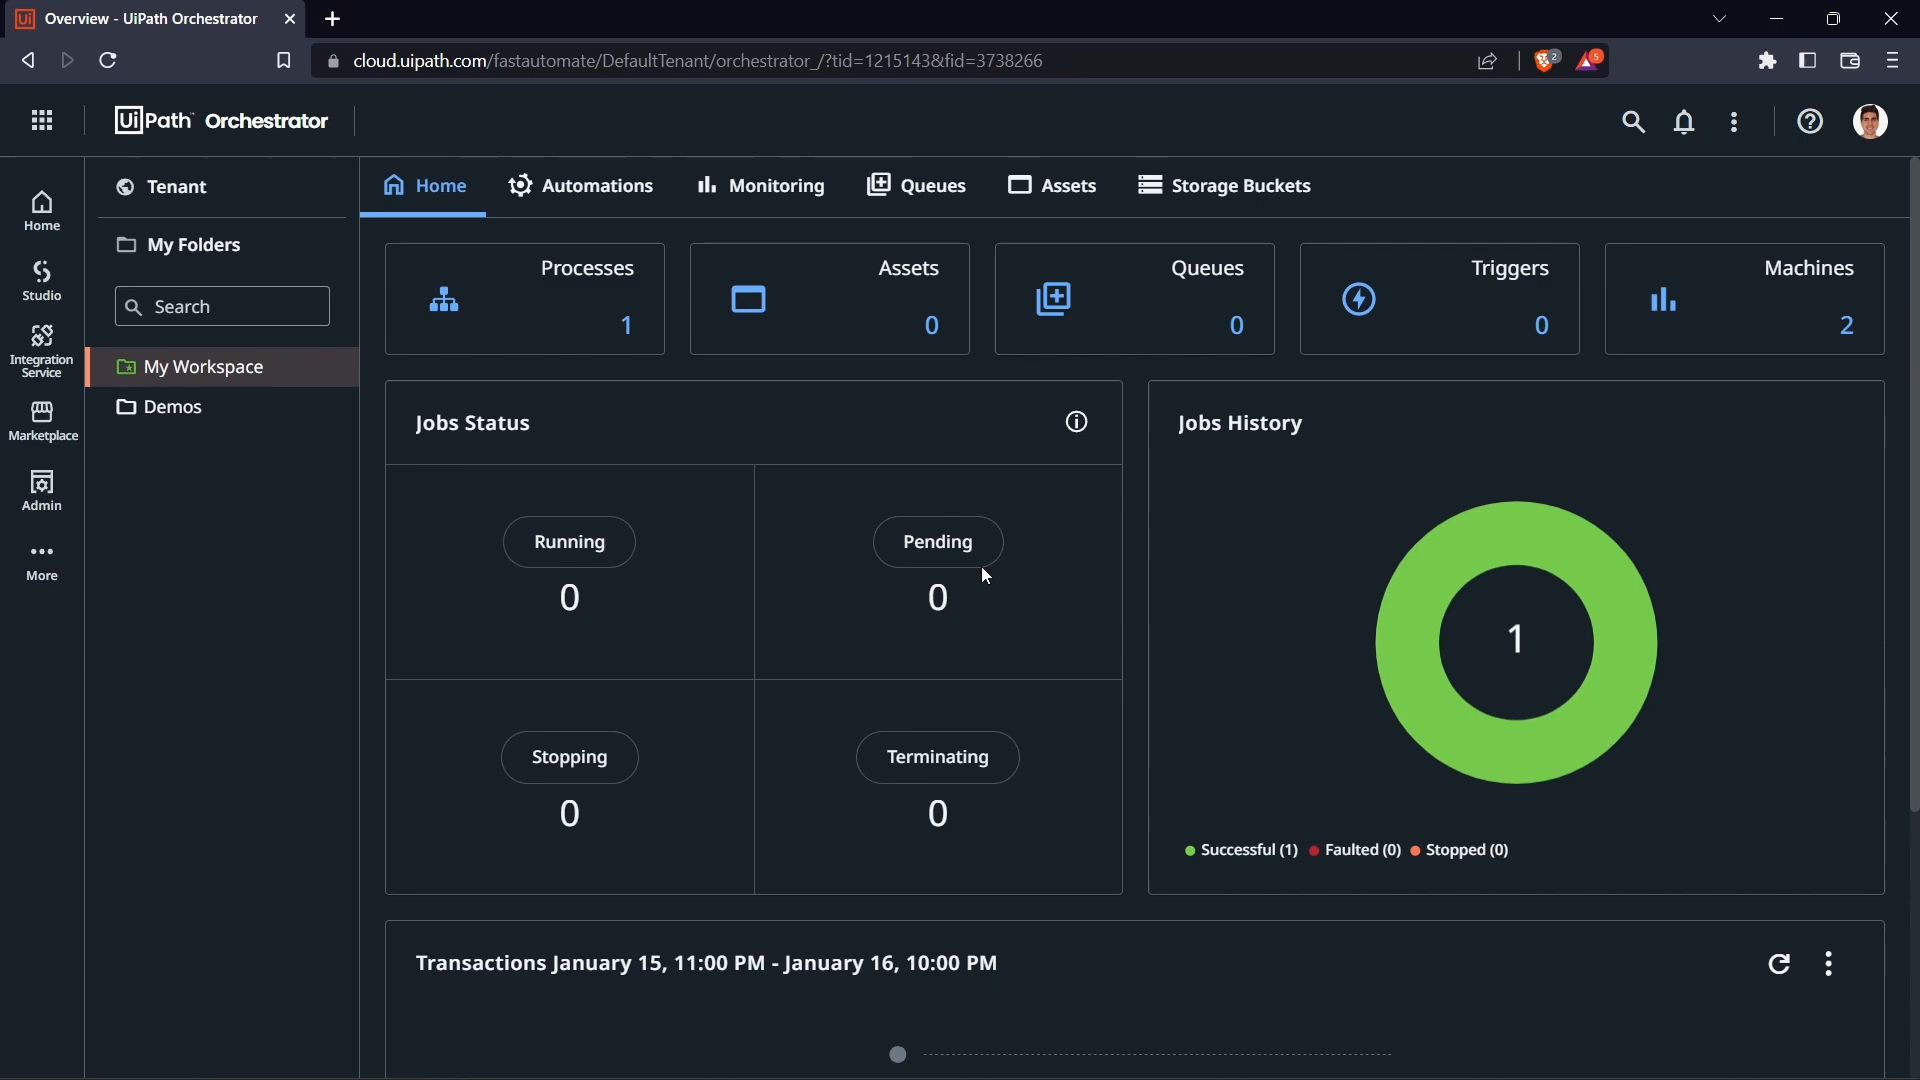 Overview - UiPath Orchestrator
cloud.uipath.com/fastautomate/DefaultTenant/orchestrator_/?tid=1215143&fid=3738266
2
5
UiPath™ Orchestrator
Home
Studio
Integration
Service
Marketplace
Admin
More
Tenant
My Folders
Search
My Workspace
Demos
Home
Automations
Monitoring
Queues
Assets
Storage Buckets
Processes
1
Assets
0
Queues
0
Triggers
0
Machines
2
Jobs Status
Running
0
Pending
0
Stopping
0
Terminating
0
Jobs History
1
Successful (1)
Faulted (0)
Stopped (0)
Transactions January 15, 11:00 PM - January 16, 10:00 PM